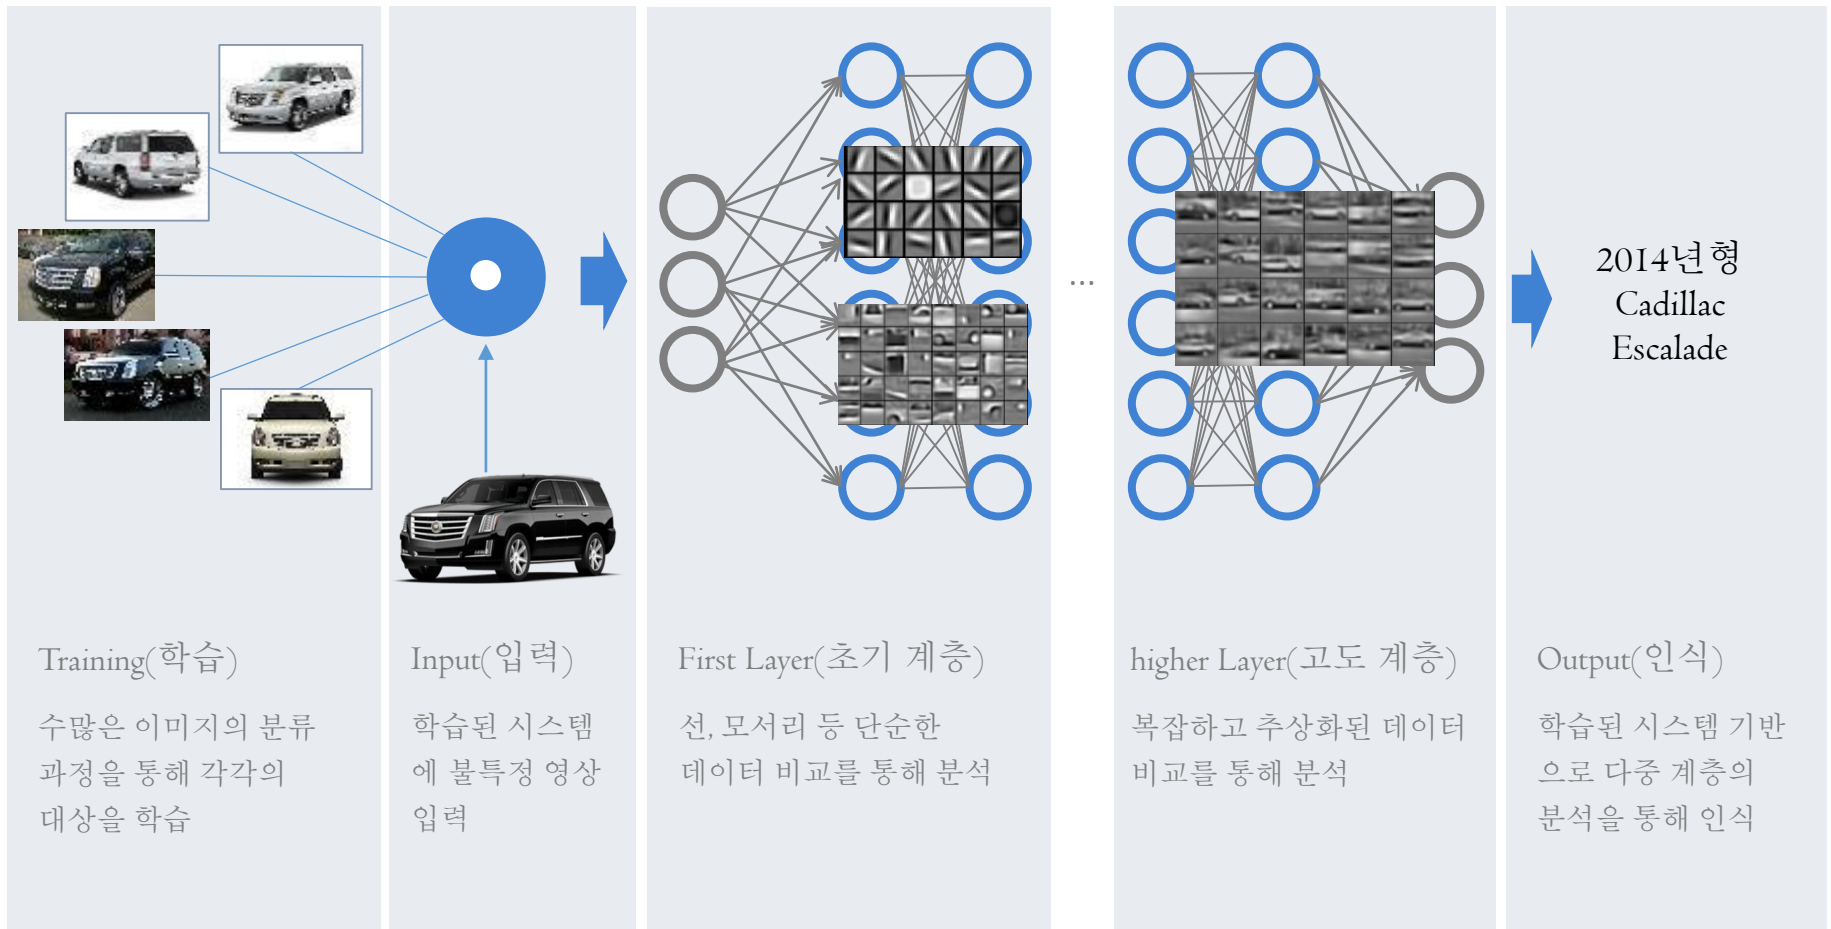 2014년형
Cadillac
Escalade
...
Training(학습)
수많은 이미지의 분류
과정을 통해 각각의
대상을 학습
Input(입력)
학습된 시스템
에 불특정 영상
입력
First Layer(초기 계층)
선, 모서리 등 단순한
데이터 비교를 통해 분석
higher Layer(고도 계층)
복잡하고 추상화된 데이터
비교를 통해 분석
Output(인식)
학습된 시스템 기반
으로 다중 계층의
분석을 통해 인식